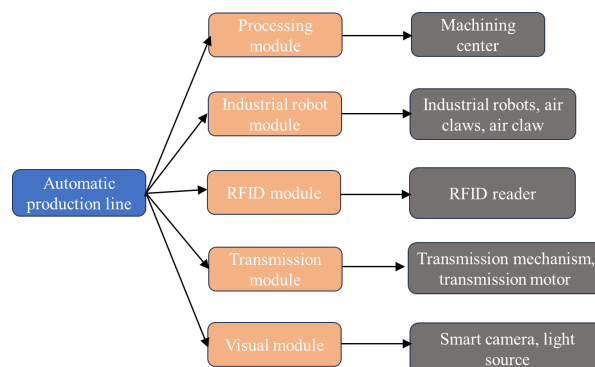 Processing
module
Machining
center
Industrial robot
module
Industrial robots, air
claws, air claw
Automatic
production line
RFID module
RFID reader
Transmission
module
Transmission mechanism,
transmission motor
Visual module
Smart camera, light
source